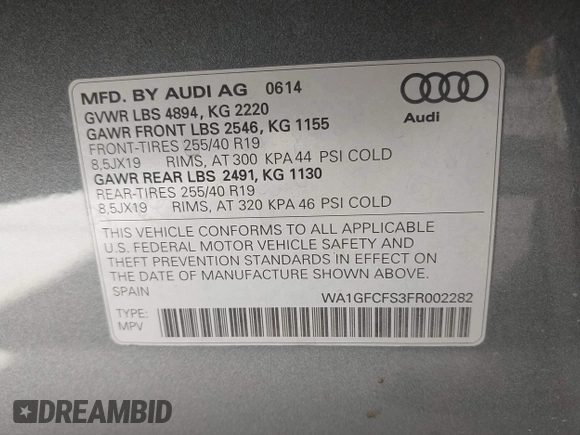 MFD. BY AUDI AG 0614
GVWR LBS 4894, KG 2220
GAWR FRONT LBS 2546, KG 1155
FRONT-TIRES 255/40 R19
8,5JX19 RIMS, AT 300 KPA 44 PSI COLD
GAWR REAR LBS 2491, KG 1130
REAR-TIRES 255/40 R19
8,5JX19 RIMS, AT 320 KPA 46 PSI COLD
Audi
THIS VEHICLE CONFORMS TO ALL APPLICABLE
U.S. FEDERAL MOTOR VEHICLE SAFETY AND
THEFT PREVENTION STANDARDS IN EFFECT ON
THE DATE OF MANUFACTURE SHOWN ABOVE.
SPAIN WA1GFCFS3FR002282
TYPE:
MPV
DREAMBID